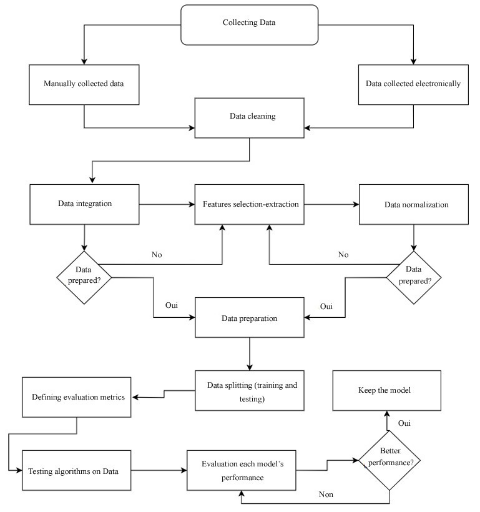 Collecting Data
Manually collected data
Data collected electronically
Data cleaning
Data integration
Features selection-extraction
Data normalization
No
No
Data
prepared?
Data
prepared?
Oui
Oui
Data preparation
Data splitting (training and
testing)
Keep the model
Defining evaluation metrics
Oui
Better
performance?
Testing algorithms on Data
Evaluation each model's
performance
Non